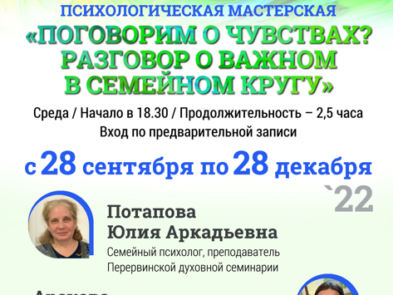 ПСИХОЛОГИЧЕСКАЯ МАСТЕРСКАЯ
«ПОГОВОРИМ О ЧУВСТВАХ?
РАЗГОВОР О ВАЖНОМ
В СЕМЕЙНОМ КРУГУ»
Среда / Начало в 18.30 / Продолжительность – 2,5 часа
Вход по предварительной записи
с 28 сентября по 28 декабря
`22
Потапова
Юлия Аркадьевна
Семейный психолог, преподаватель
Перервинской духовной семинарии